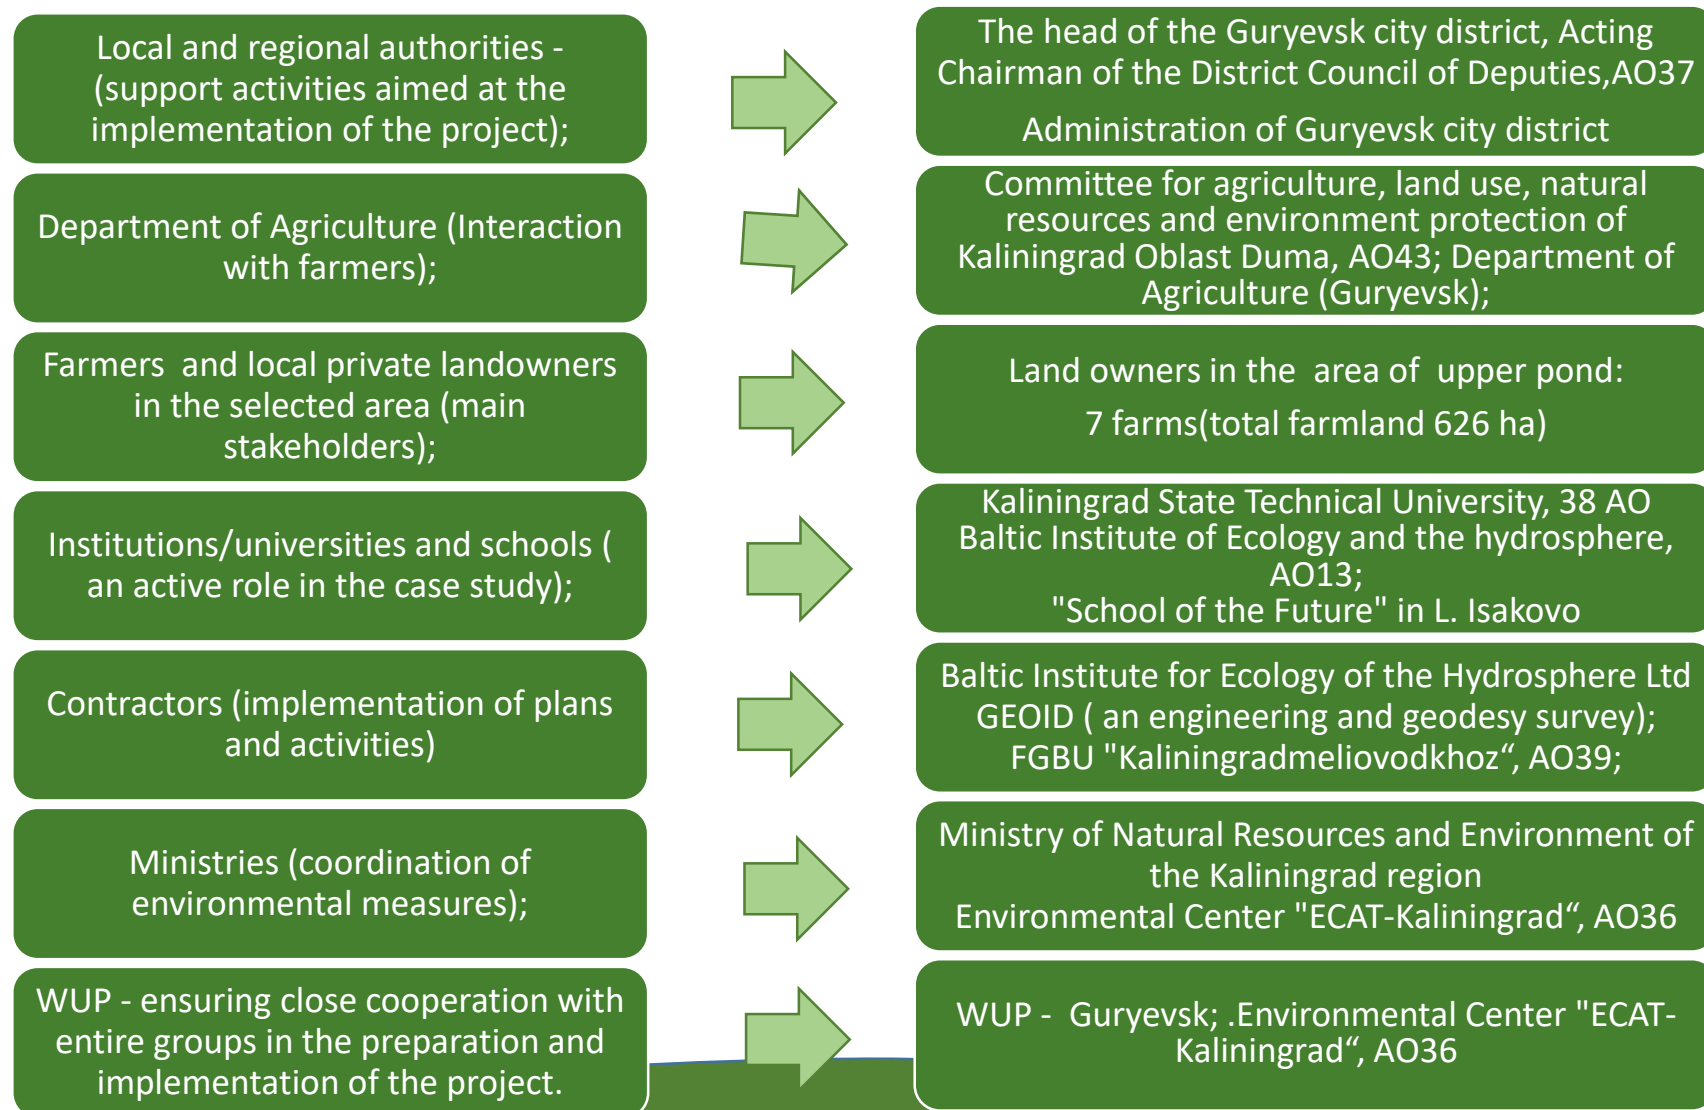 Local and regional authorities -
(support activities aimed at the
implementation of the project);
The head of the Guryevsk city district, Acting
Chairman of the District Council of Deputies,AO37
Administration of Guryevsk city district
Department of Agriculture (Interaction
with farmers);
Committee for agriculture, land use, natural
resources and environment protection of
Kaliningrad Oblast Duma, AO43; Department of
Agriculture (Guryevsk);
Farmers  and local private landowners
in the selected area (main
stakeholders);
Land owners in the  area of  upper pond:
7 farms(total farmland 626 ha)
Institutions/universities and schools (
an active role in the case study);
Kaliningrad State Technical University, 38 AO
Baltic Institute of Ecology and the hydrosphere,
AO13;
"School of the Future" in L. Isakovo
Contractors (implementation of plans
and activities)
Baltic Institute for Ecology of the Hydrosphere Ltd
GEOID ( an engineering and geodesy survey);
FGBU "Kaliningradmeliovodkhoz“, AO39;
Ministries (coordination of
environmental measures);
Ministry of Natural Resources and Environment of
the Kaliningrad region
Environmental Center "ECAT-Kaliningrad“, AO36
WUP - ensuring close cooperation with
entire groups in the preparation and
implementation of the project.
WUP -  Guryevsk; .Environmental Center "ECAT-
Kaliningrad“, AO36